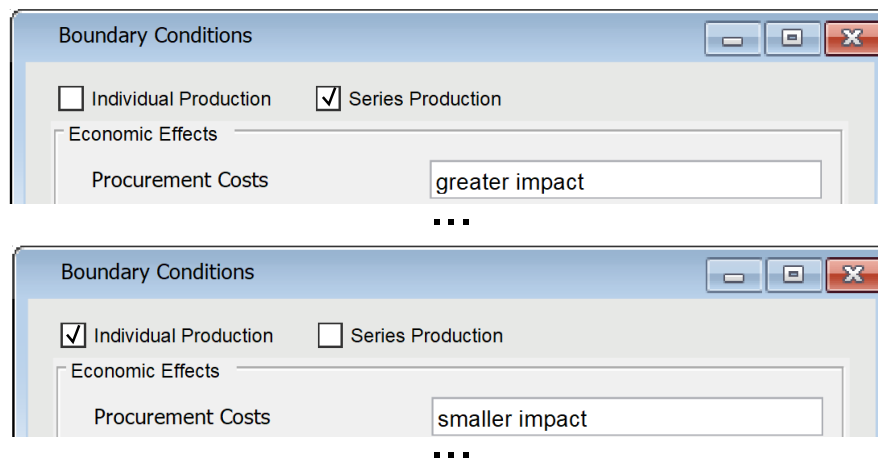 Boundary Conditions
Individual Production Series Production
Economic Effects
Procurement Costs greater impact
...
Boundary Conditions
Individual Production Series Production
Economic Effects
Procurement Costs smaller impact
...